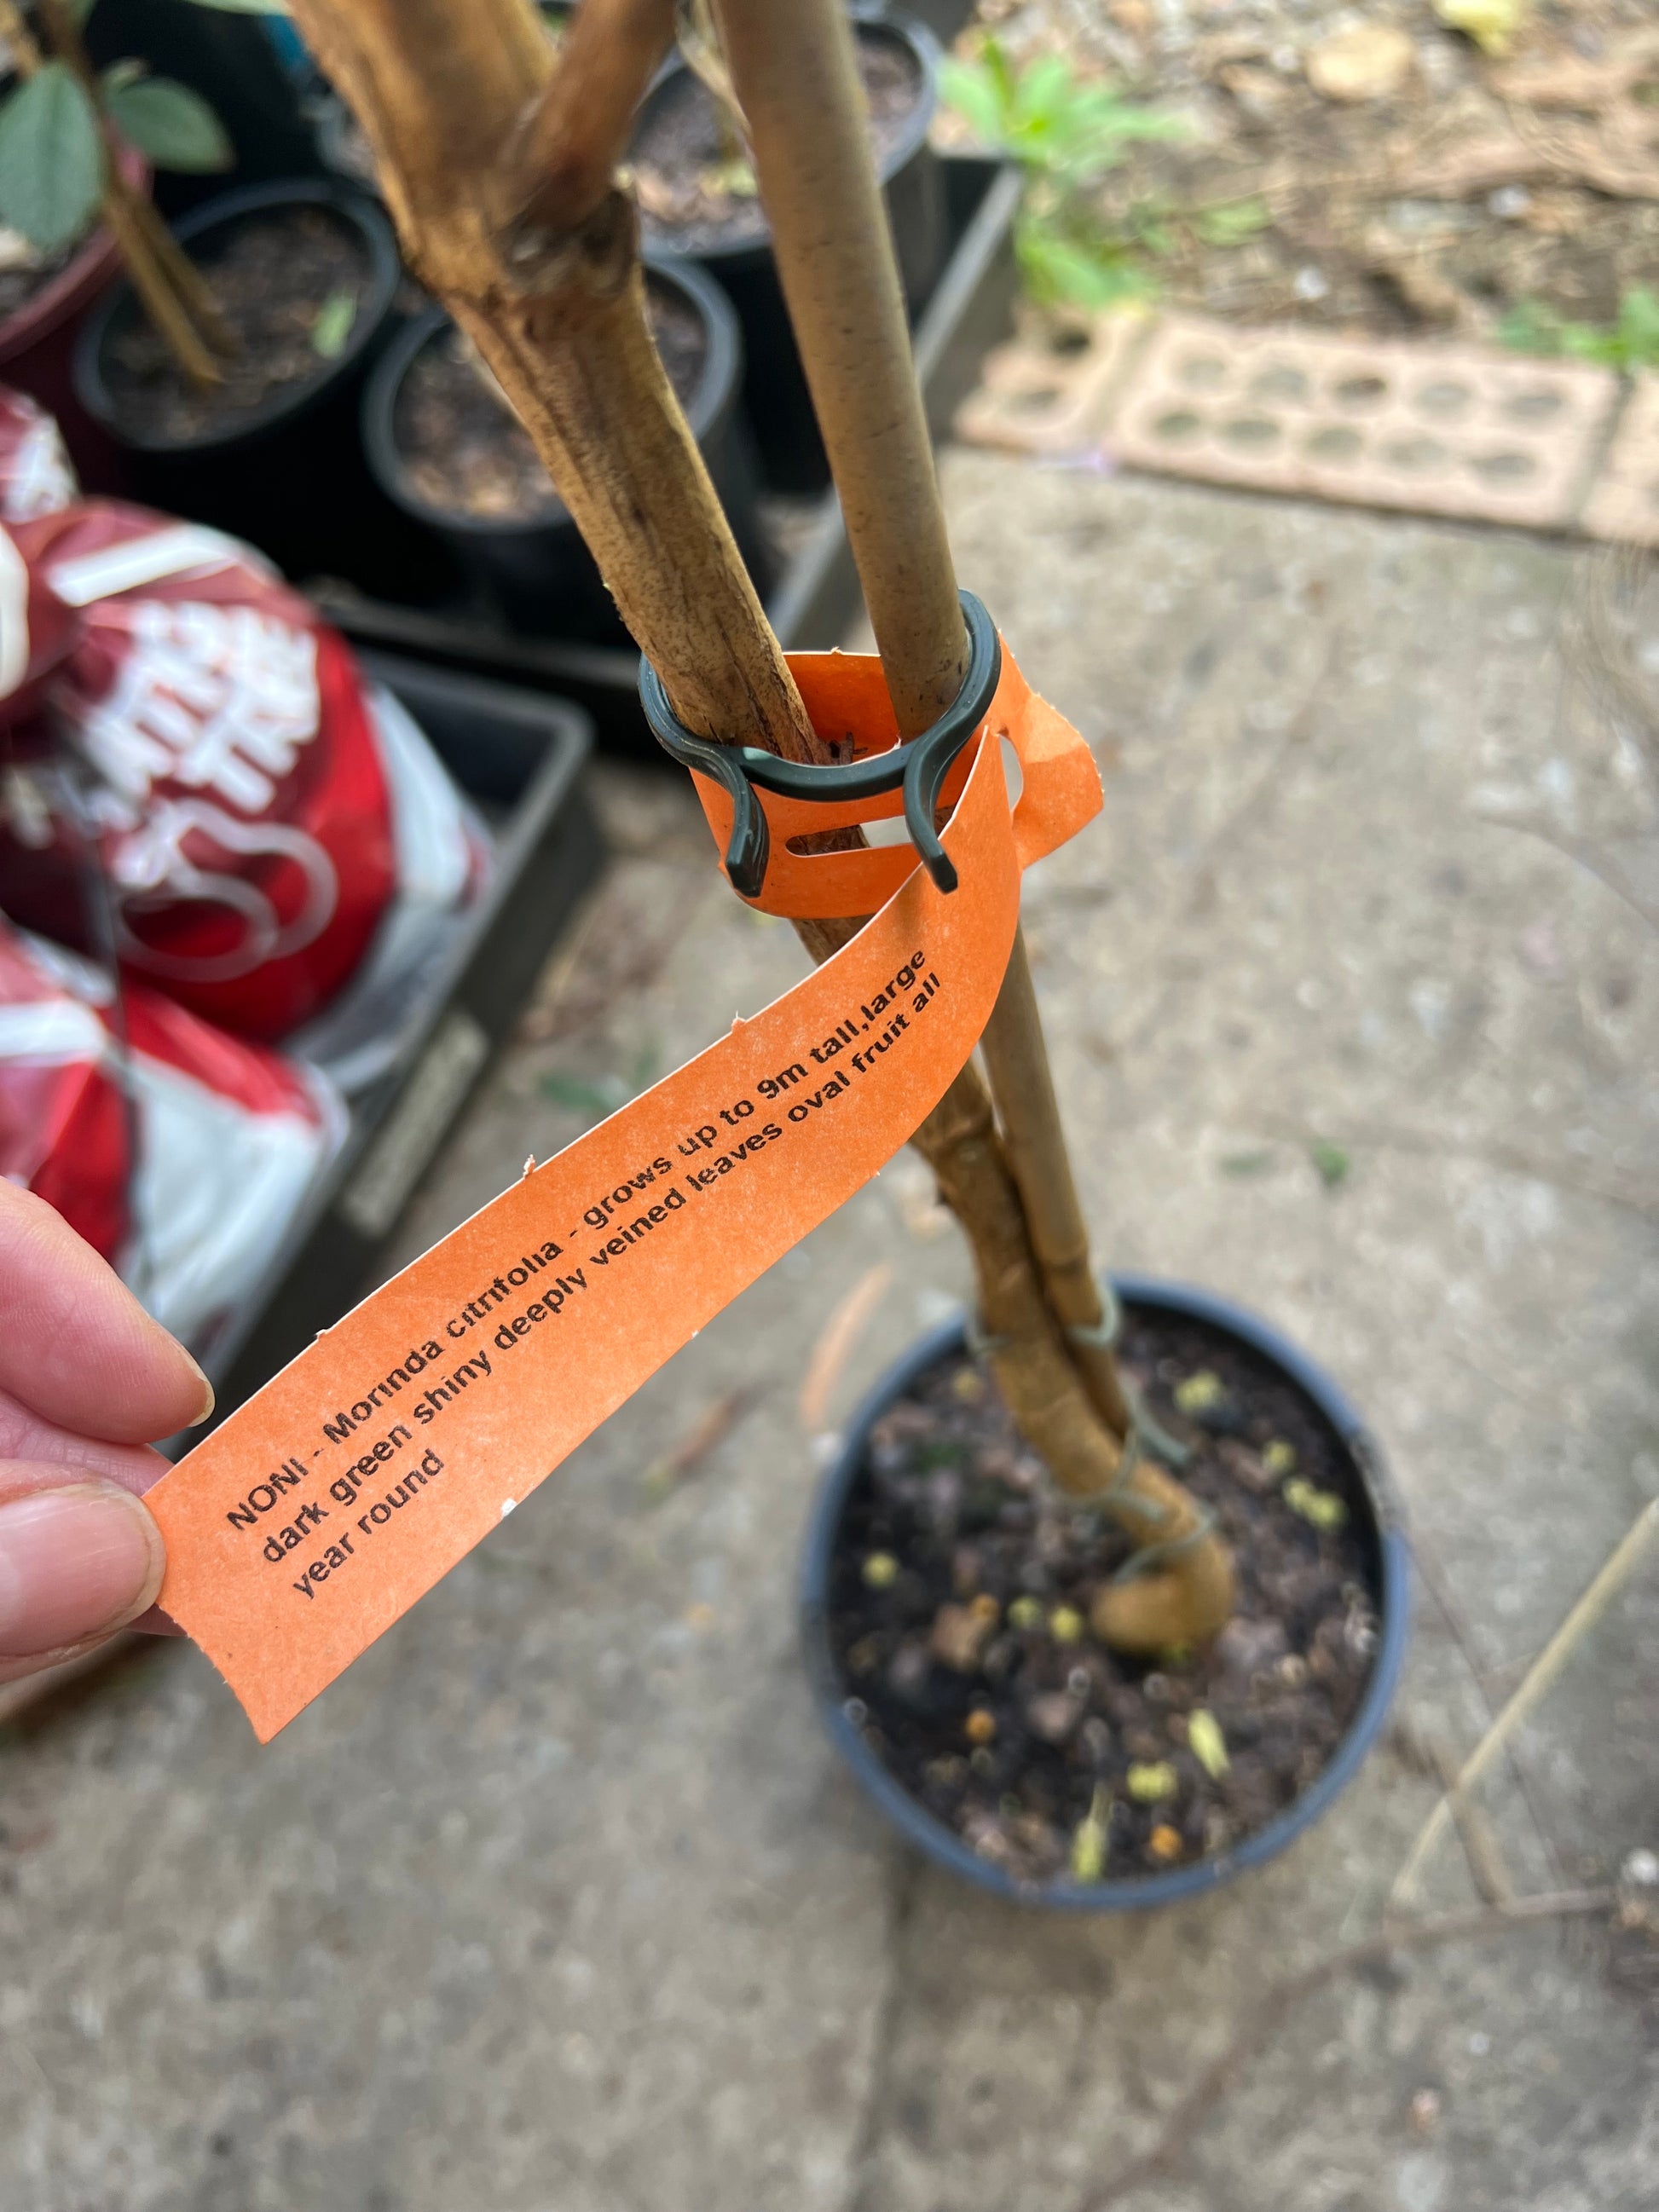 NONI - Morinda citrifolia - grows up to 9m tall,large
dark green shiny deeply veined leaves oval fruit all
year round